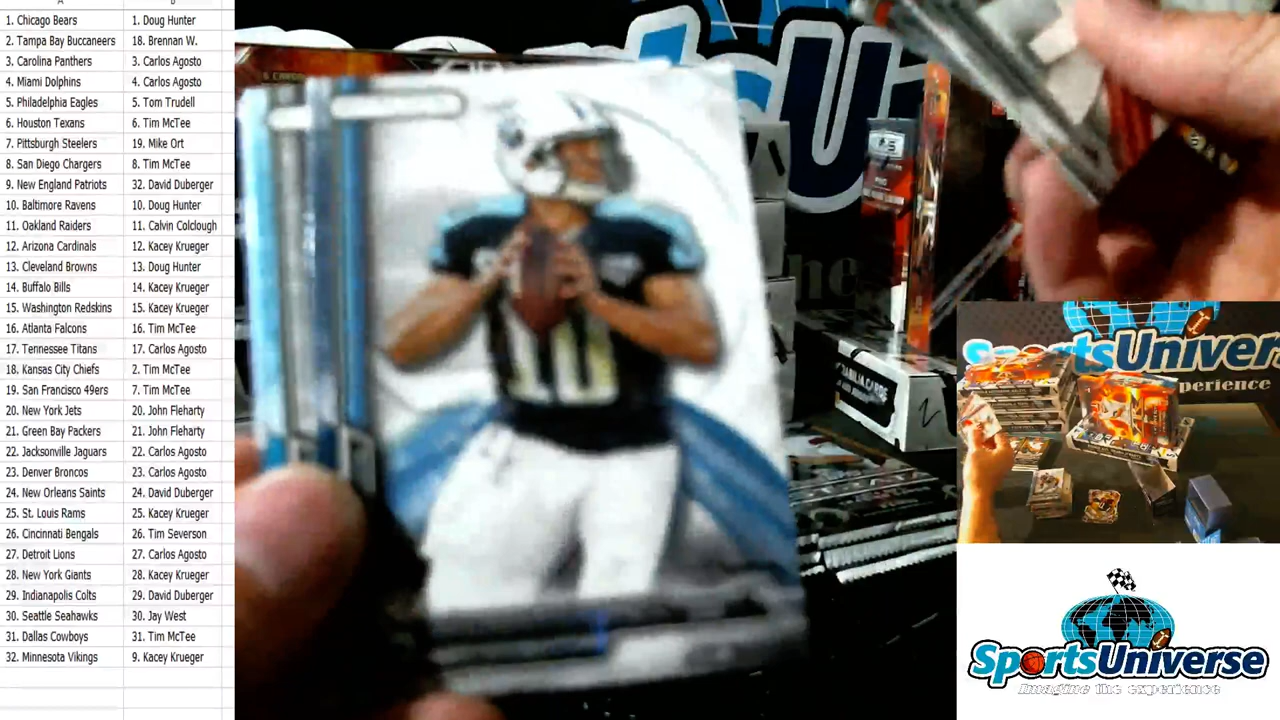 1. Chicago Bears 1. Doug Hunter
2. Tampa Bay Buccaneers 18. Brennan W.
3. Carolina Panthers 3. Carlos Agosto
4. Miami Dolphins 4. Carlos Agosto
5. Philadelphia Eagles 5. Tom Trudell
6. Houston Texans 6. Tim McTee
7. Pittsburgh Steelers 19. Mike Ort
8. San Diego Chargers 8. Tim McTee
9. New England Patriots 32. David Duberger
10. Baltimore Ravens 10. Doug Hunter
11. Oakland Raiders 11. Calvin Colclough
12. Arizona Cardinals 12. Kacey Krueger
13. Cleveland Browns 13. Doug Hunter
14. Buffalo Bills 14. Kacey Krueger
15. Washington Redskins 15. Kacey Krueger
16. Atlanta Falcons 16. Tim McTee
17. Tennessee Titans 17. Carlos Agosto
18. Kansas City Chiefs 2. Tim McTee
19. San Francisco 49ers 7. Tim McTee
20. New York Jets 20. John Fleharty
21. Green Bay Packers 21. John Fleharty
22. Jacksonville Jaguars 22. Carlos Agosto
23. Denver Broncos 23. Carlos Agosto
24. New Orleans Saints 24. David Duberger
25. St. Louis Rams 25. Kacey Krueger
26. Cincinnati Bengals 26. Tim Severson
27. Detroit Lions 27. Carlos Agosto
28. New York Giants 28. Kacey Krueger
29. Indianapolis Colts 29. David Duberger
30. Seattle Seahawks 30. Jay West
31. Dallas Cowboys 31. Tim McTee
32. Minnesota Vikings 9. Kacey Krueger
10
U
he
2
rtsUniver
perience
SportsUniverse
Imagine the experience